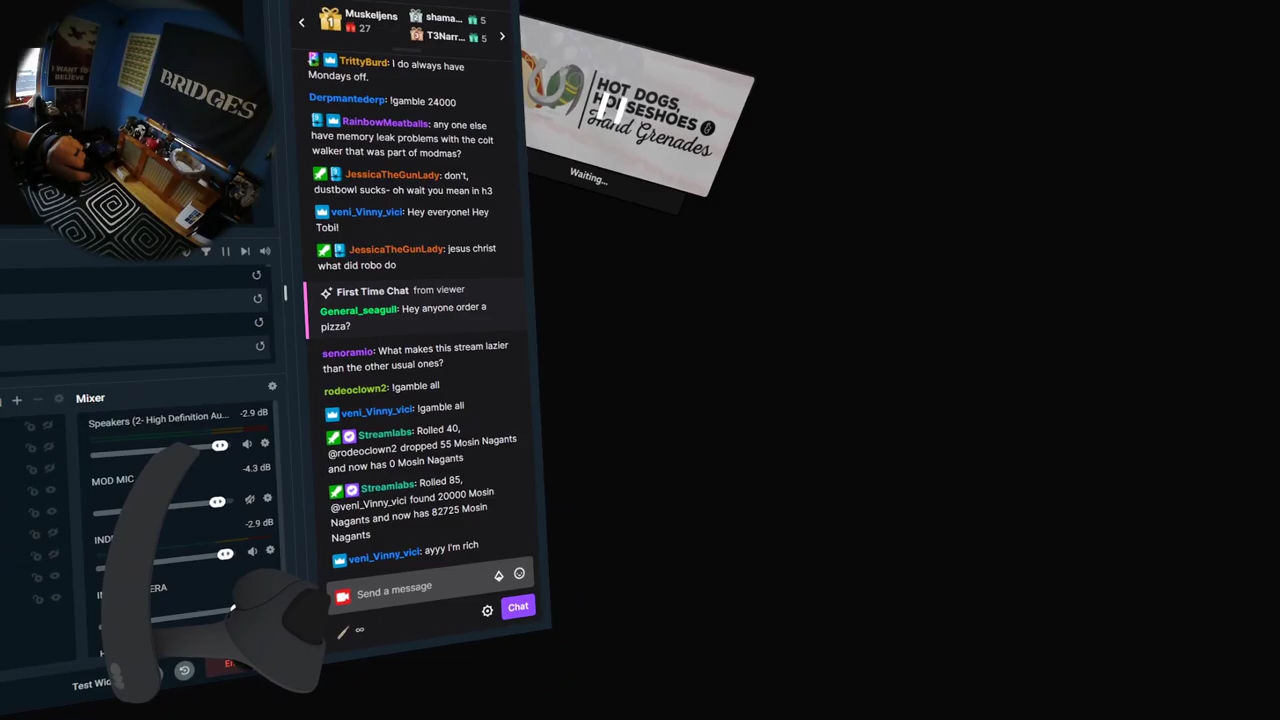 I WANT TO
BELIEVE
BRIDGES
Muskeljens
27
shama...
5
T3Narr...
5
TrittyBurd: I do always have
Mondays off.
Derpmantederp: !gamble 24000
RainbowMeatballs: any one else
have memory leak problems with the colt
walker that was part of modmas?
JessicaTheGunLady: don't,
dustbowl sucks- oh wait you mean in h3
veni_Vinny_vici: Hey everyone! Hey
Tobi!
JessicaTheGunLady: jesus christ
what did robo do
First Time Chat from viewer
General_seagull: Hey anyone order a
pizza?
senoramio: What makes this stream lazier
than the other usual ones?
rodeoclown2: !gamble all
veni_Vinny_vici: !gamble all
Streamlabs: Rolled 40,
@rodeoclown2 dropped 55 Mosin Nagants
and now has 0 Mosin Nagants
Streamlabs: Rolled 85,
@veni_Vinny_vici found 20000 Mosin
Nagants and now has 82725 Mosin
Nagants
veni_Vinny_vici: ayyy I'm rich
Send a message
Chat
Mixer
Speakers (2- High Definition Au...
-2.9 dB
MOD MIC
-4.3 dB
-2.9 dB
Test
HOT DOGS,
HORSESHOES &
Hand Grenades
Waiting...